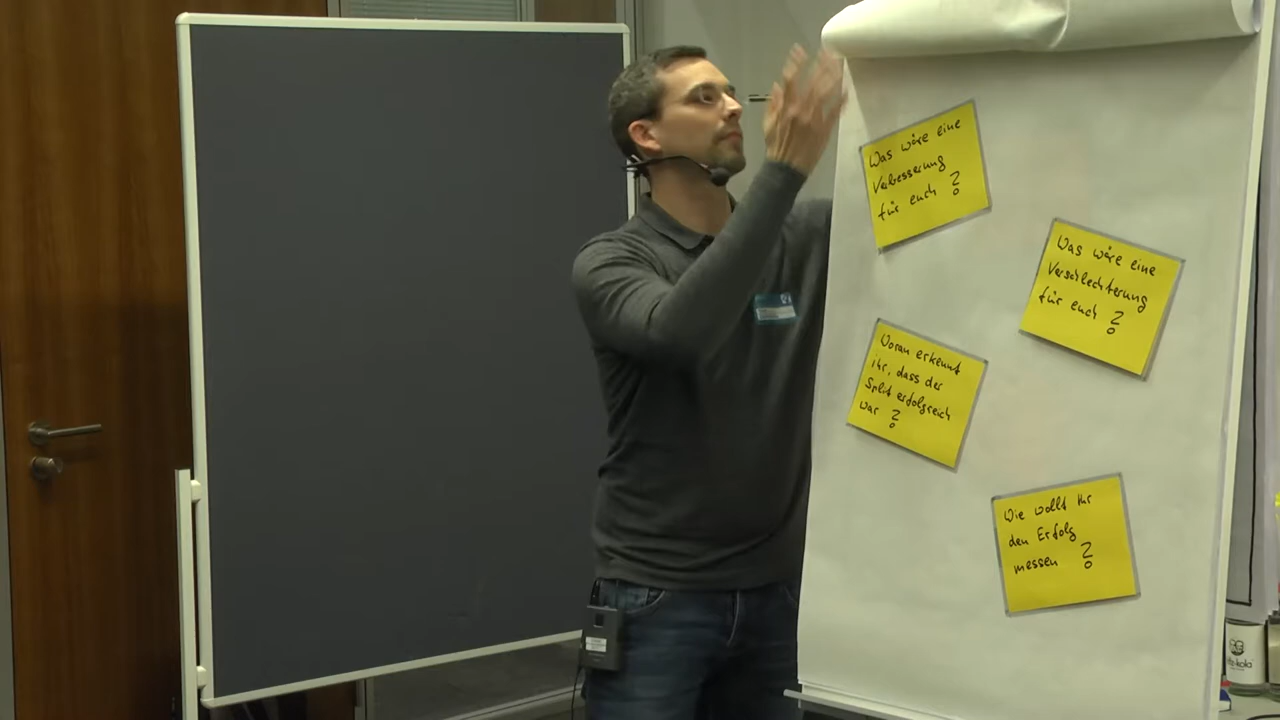 Was wäre eine
Verbesserung
für euch ?
Was wäre eine
Verschlechterung
für euch ?
Woran erkennt
ihr, dass der
Split erfolgreich
war ?
Wie wollt ihr
den Erfolg
messen ?